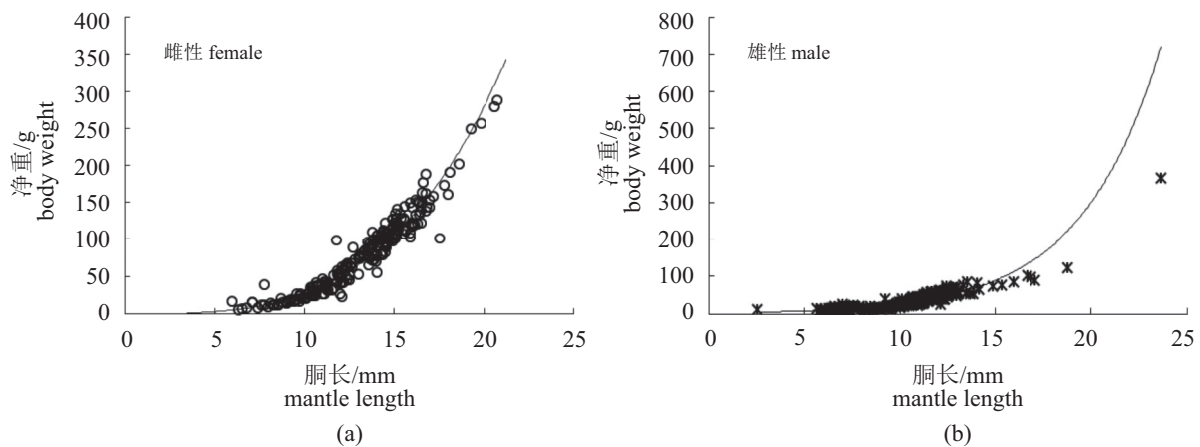 400
350
300
250
200
150
100
50
0
雌性 female
净重/g
body weight
0 5 10 15 20 25
胴长/mm
mantle length
(a)
800
700
600
500
400
300
200
100
0
雄性 male
净重/g
body weight
0 5 10 15 20 25
胴长/mm
mantle length
(b)